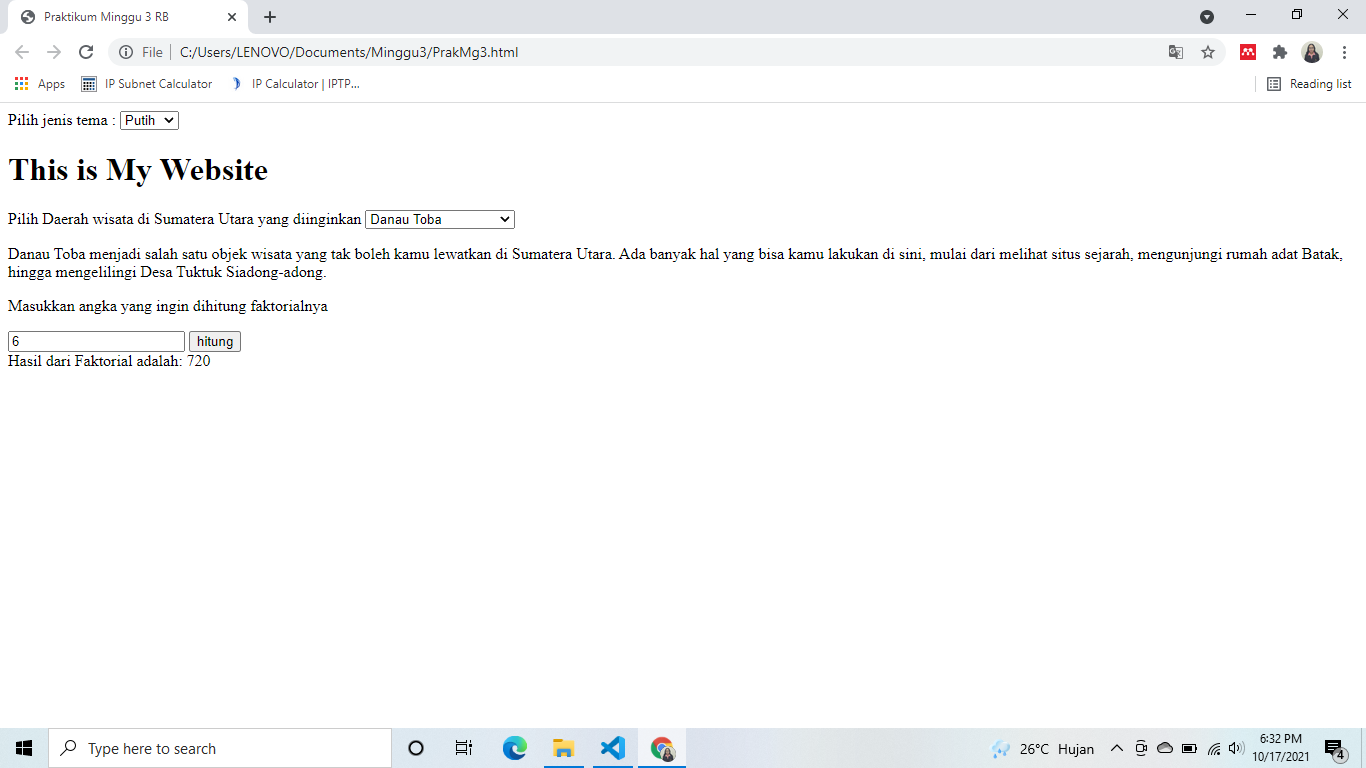 Praktikum Minggu 3 RB
File C:/Users/LENOVO/Documents/Minggu3/PrakMg3.html
Apps IP Subnet Calculator IP Calculator | IPTP... Reading list
Pilih jenis tema : Putih
This is My Website
Pilih Daerah wisata di Sumatera Utara yang diinginkan Danau Toba
Danau Toba menjadi salah satu objek wisata yang tak boleh kamu lewatkan di Sumatera Utara. Ada banyak hal yang bisa kamu lakukan di sini, mulai dari melihat situs sejarah, mengunjungi rumah adat Batak,
hingga mengelilingi Desa Tuktuk Siadong-adong.
Masukkan angka yang ingin dihitung faktorialnya
6 hitung
Hasil dari Faktorial adalah: 720
Type here to search 26°C Hujan 6:32 PM
10/17/2021 4